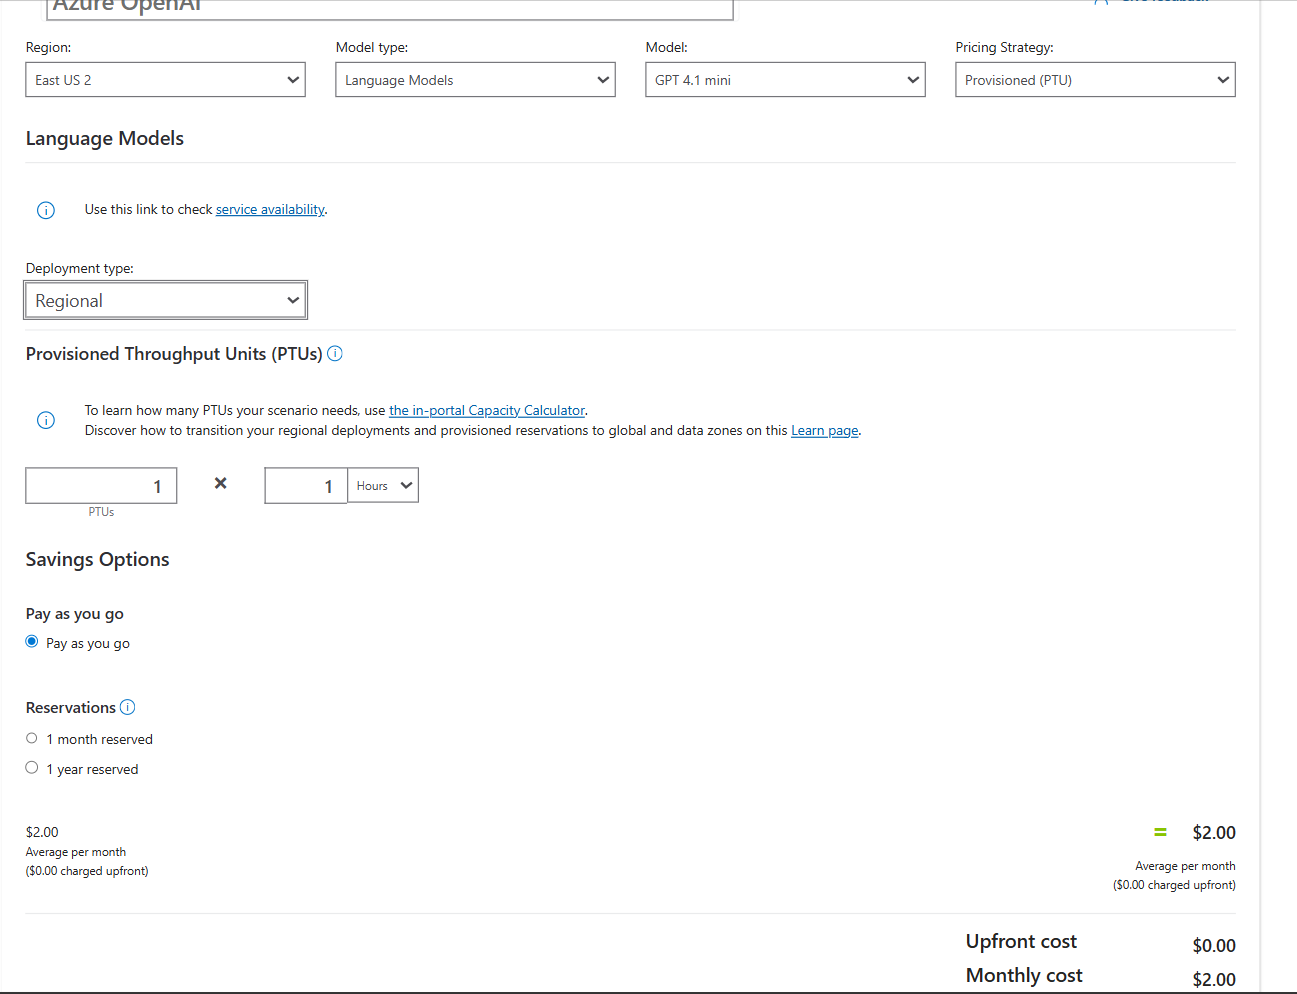 Azure OpenAI
Give feedback
Region:
Model type:
Model:
Pricing Strategy:
East US 2
Language Models
GPT 4.1 mini
Provisioned (PTU)
Language Models
Use this link to check service availability.
Deployment type:
Regional
Provisioned Throughput Units (PTUs)
To learn how many PTUs your scenario needs, use the in-portal Capacity Calculator.
Discover how to transition your regional deployments and provisioned reservations to global and data zones on this Learn page.
1
×
1
Hours
PTUs
Savings Options
Pay as you go
Pay as you go
Reservations
1 month reserved
1 year reserved
$2.00
Average per month
($0.00 charged upfront)
= $2.00
Average per month
($0.00 charged upfront)
Upfront cost $0.00
Monthly cost $2.00